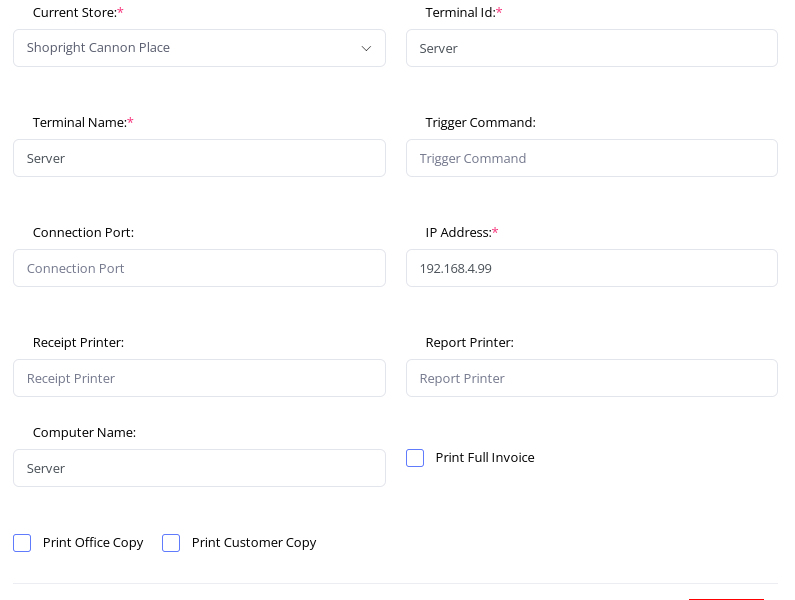 Current Store:*
Terminal Id:*
Shopright Cannon Place
Server
Terminal Name:*
Trigger Command:
Server
Trigger Command
Connection Port:
IP Address:*
Connection Port
192.168.4.99
Receipt Printer:
Report Printer:
Receipt Printer
Report Printer
Computer Name:
Server
Print Full Invoice
Print Office Copy
Print Customer Copy